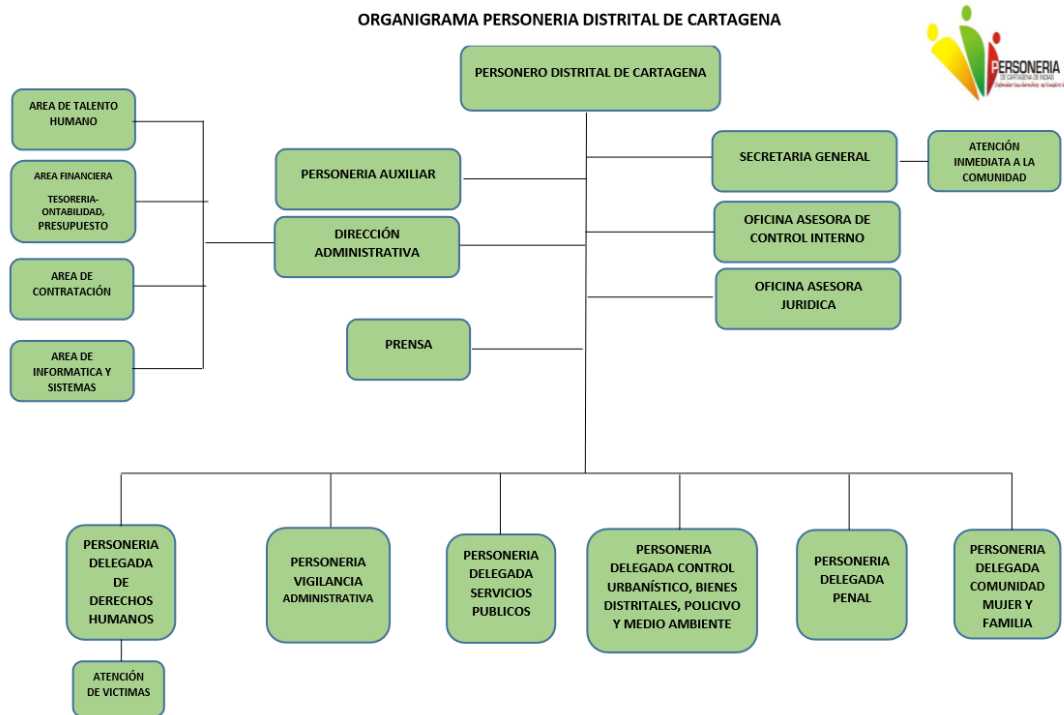 ORGANIGRAMA PERSONERIA DISTRITAL DE CARTAGENA
PERSONERIA
DE CARTAGENA DE INDIAS
PERSONERO DISTRITAL DE CARTAGENA
AREA DE TALENTO
HUMANO
AREA FINANCIERA
TESORERIA-
ONTABILIDAD,
PRESUPUESTO
AREA DE
CONTRATACIÓN
AREA DE
INFORMATICA Y
SISTEMAS
PERSONERIA AUXILIAR
DIRECCIÓN
ADMINISTRATIVA
PRENSA
SECRETARIA GENERAL
ATENCIÓN
INMEDIATA A LA
COMUNIDAD
OFICINA ASESORA DE
CONTROL INTERNO
OFICINA ASESORA
JURIDICA
PERSONERIA
DELEGADA
DE
DERECHOS
HUMANOS
ATENCIÓN
DE VICTIMAS
PERSONERIA
VIGILANCIA
ADMINISTRATIVA
PERSONERIA
DELEGADA
SERVICIOS
PUBLICOS
PERSONERIA
DELEGADA CONTROL
URBANÍSTICO, BIENES
DISTRITALES, POLICIVO
Y MEDIO AMBIENTE
PERSONERIA
DELEGADA
PENAL
PERSONERIA
DELEGADA
COMUNIDAD
MUJER Y
FAMILIA